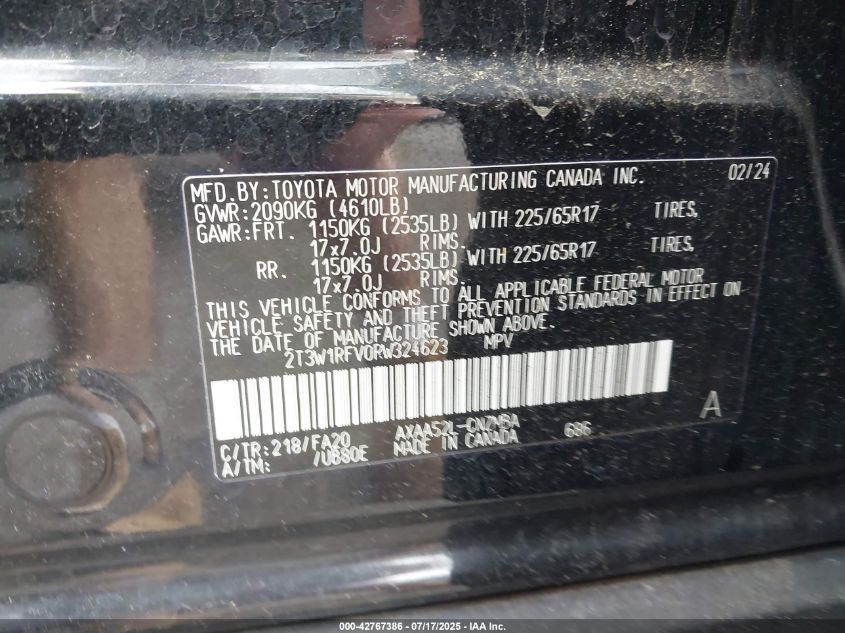 MFD.BY:TOYOTA MOTOR MANUFACTURING CANADA INC. 02/24
GVWR:2090KG (4610LB)
GAWR:FRT. 1150KG (2535LB) WITH 225/65R17 TIRES,
17x7.0J RIMS.
RR. 1150KG (2535LB) WITH 225/65R17 TIRES,
17x7.0J RIMS.
THIS VEHICLE CONFORMS TO ALL APPLICABLE FEDERAL MOTOR
VEHICLE SAFETY AND THEFT PREVENTION STANDARDS IN EFFECT ON
THE DATE OF MANUFACTURE SHOWN ABOVE.
2T3W1RFV0RW324623 MPV
A
C/TR:218/FA20 686
A/TM: /U680E MADE IN CANADA
000-42767386 - 07/17/2025 - IAA Inc.